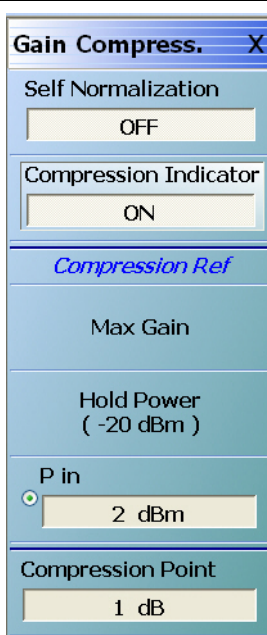 Gain Compress. X
Self Normalization
OFF
Compression Indicator
ON
Compression Ref
Max Gain
Hold Power
( -20 dBm )
P in
2 dBm
Compression Point
1 dB